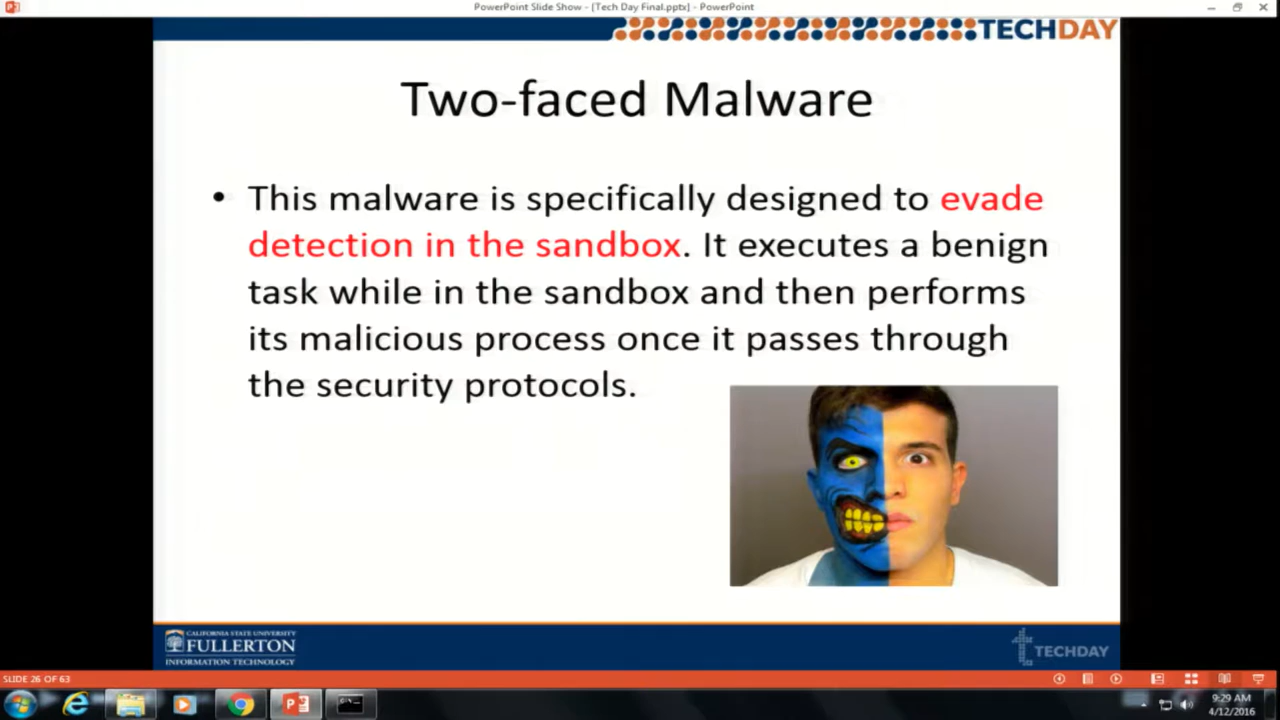 PowerPoint Slide Show - [Tech Day Final.pptx] - PowerPoint
TECHDAY
Two-faced Malware
• This malware is specifically designed to evade
detection in the sandbox. It executes a benign
task while in the sandbox and then performs
its malicious process once it passes through
the security protocols.
CALIFORNIA STATE UNIVERSITY
FULLERTON
INFORMATION TECHNOLOGY
TECHDAY
SLIDE 26 OF 63
9:29 AM
4/12/2016